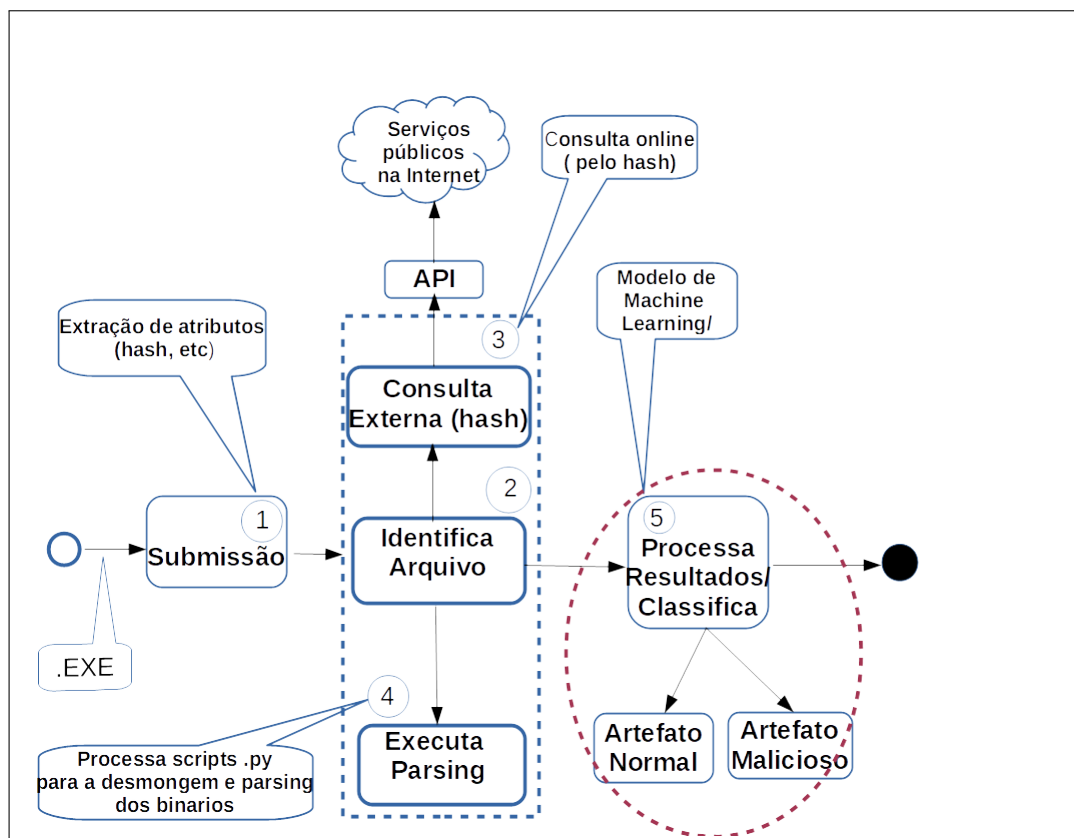 Serviços
públicos
na Internet
Consulta online
( pelo hash)
API
Modelo de
Machine
Learning/
Extração de atributos
(hash, etc)
3
Consulta
Externa (hash)
2
1
Submissão
Identifica
Arquivo
5
Processa
Resultados/
Classifica
.EXE
4
Executa
Parsing
Artefato
Normal
Artefato
Malicioso
Processa scripts .py
para a desmongem e parsing
dos binarios